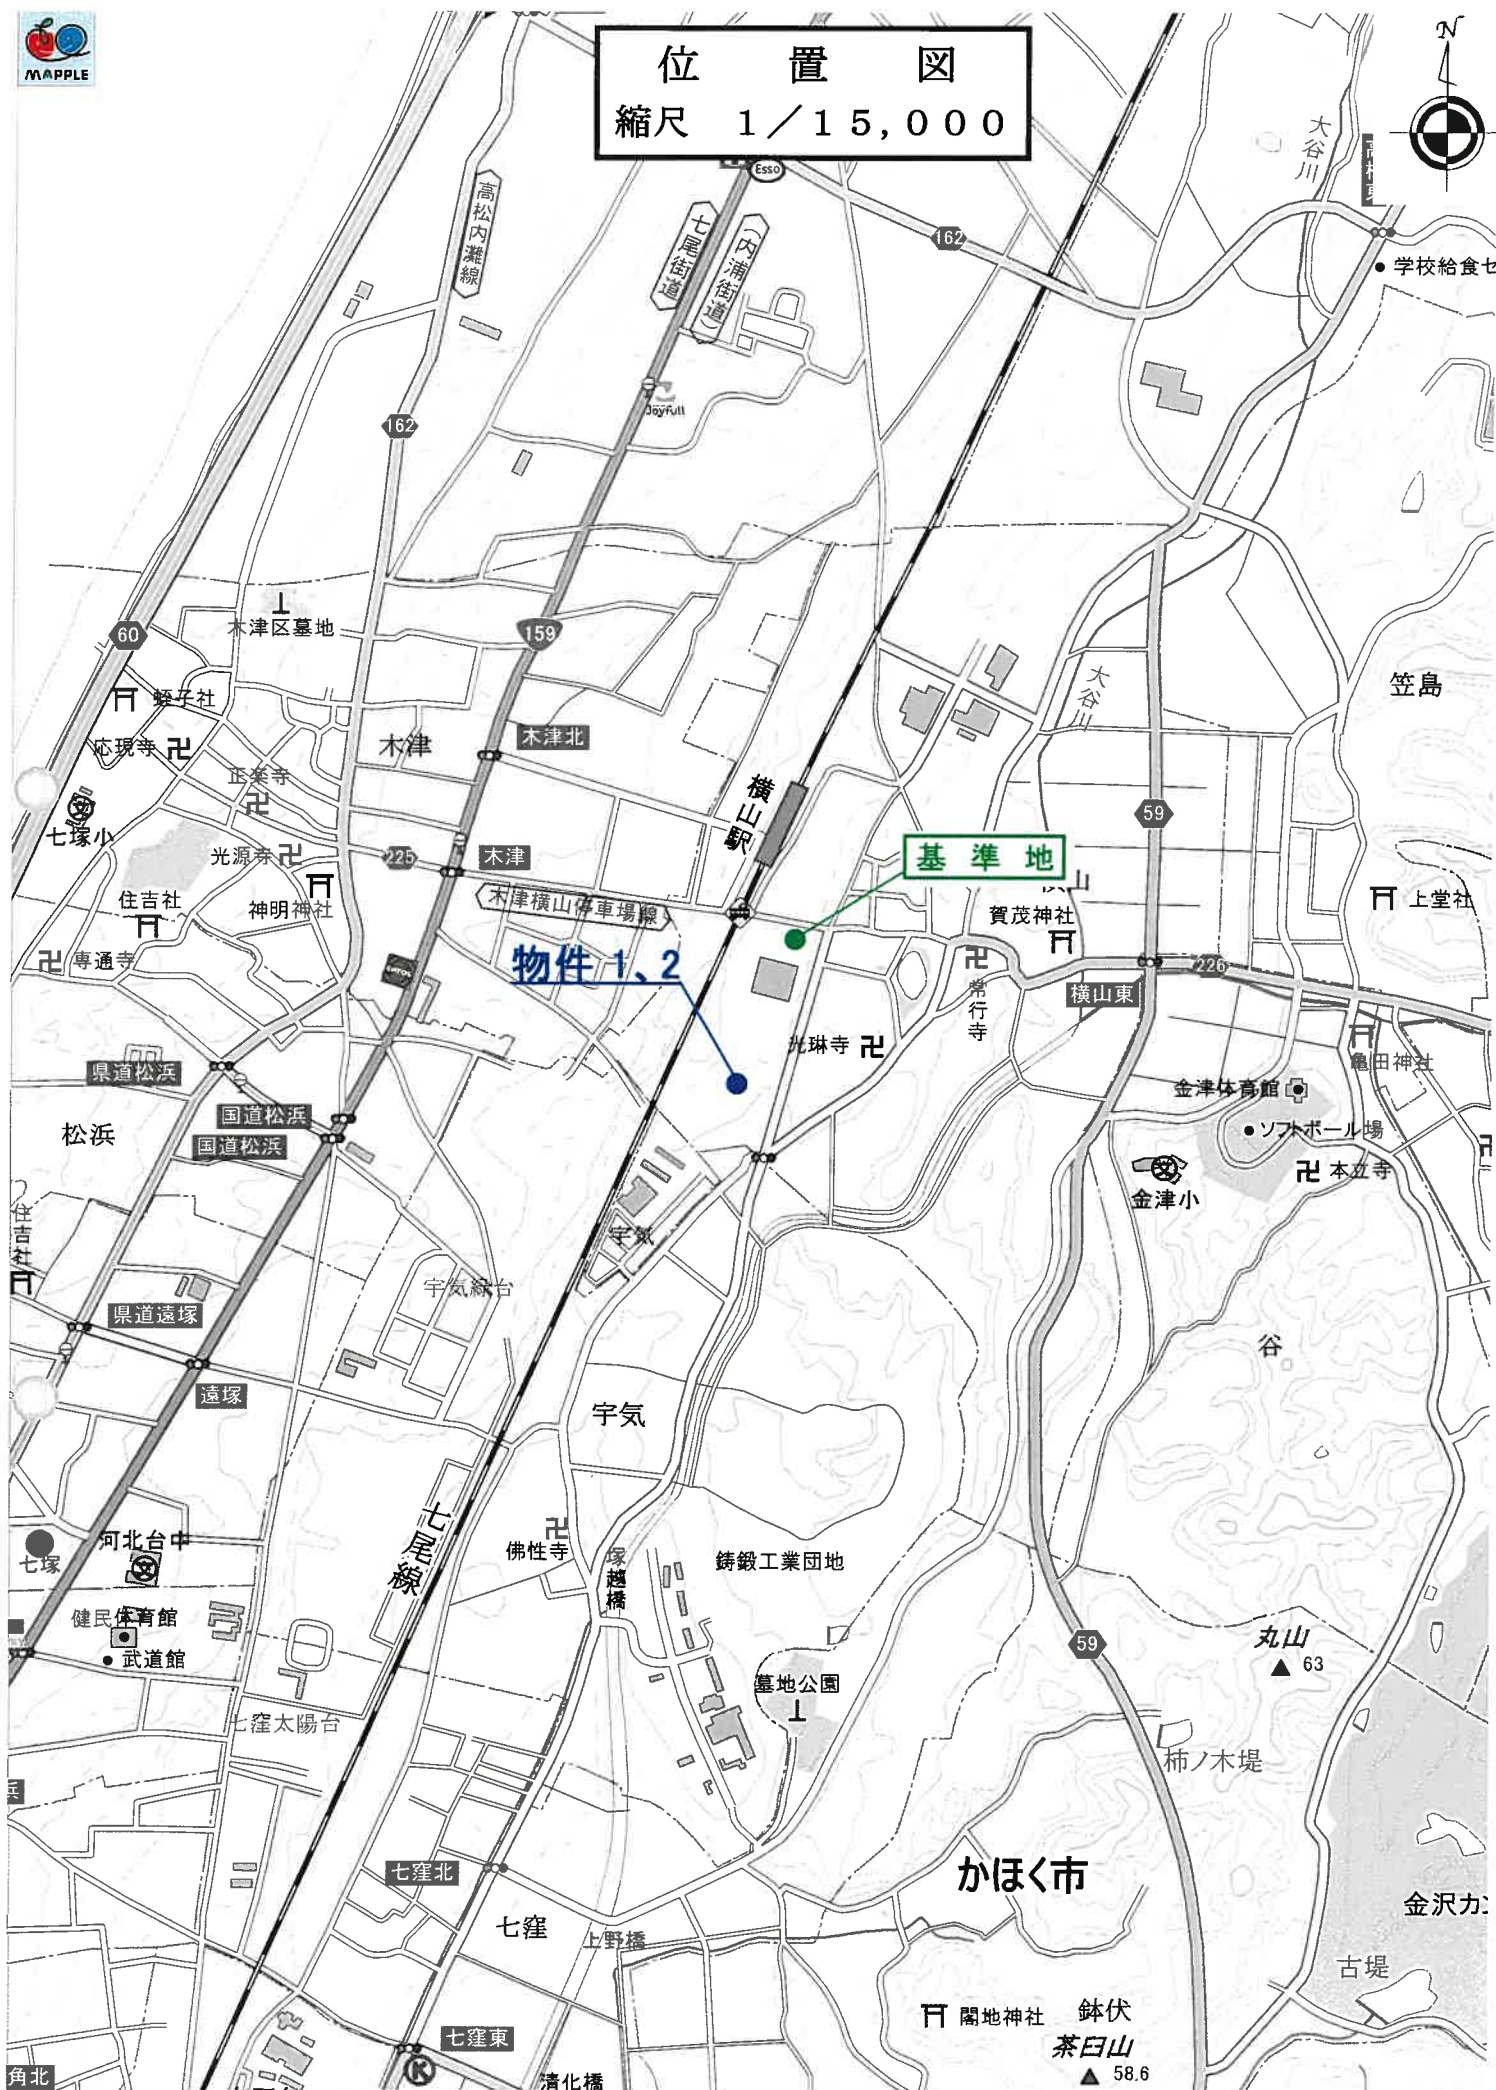 MAPPLE
位置図
縮尺 1／15,000
N
大谷川
Esso
高松内灘線
七尾街道
（内浦街道）
162
学校給食セ
Joyfull
162
60
木津区墓地
159
大谷川
笠島
蛭子社
応現寺
木津
木津北
正楽寺
横山駅
59
七塚小
光源寺
225
木津
基準地
住吉社
神明神社
木津横山停車場線
賀茂神社
上堂社
専通寺
物件 1、2
常行寺
横山東
226
光琳寺
亀田神社
県道松浜
金津体育館
国道松浜
ソフトボール場
松浜
国道松浜
本立寺
金津小
住吉社
宇気
宇気緑台
県道遠塚
谷
遠塚
宇気
七尾線
河北台中
七塚
佛性寺
塚越橋
鋳鍛工業団地
健民体育館
武道館
59
丸山
63
墓地公園
七窪太陽台
柿ノ木堤
七窪北
かほく市
七窪
上野橋
金沢カン
古堤
閣地神社
鉢伏
茶臼山
58.6
七窪東
K
清化橋
角北